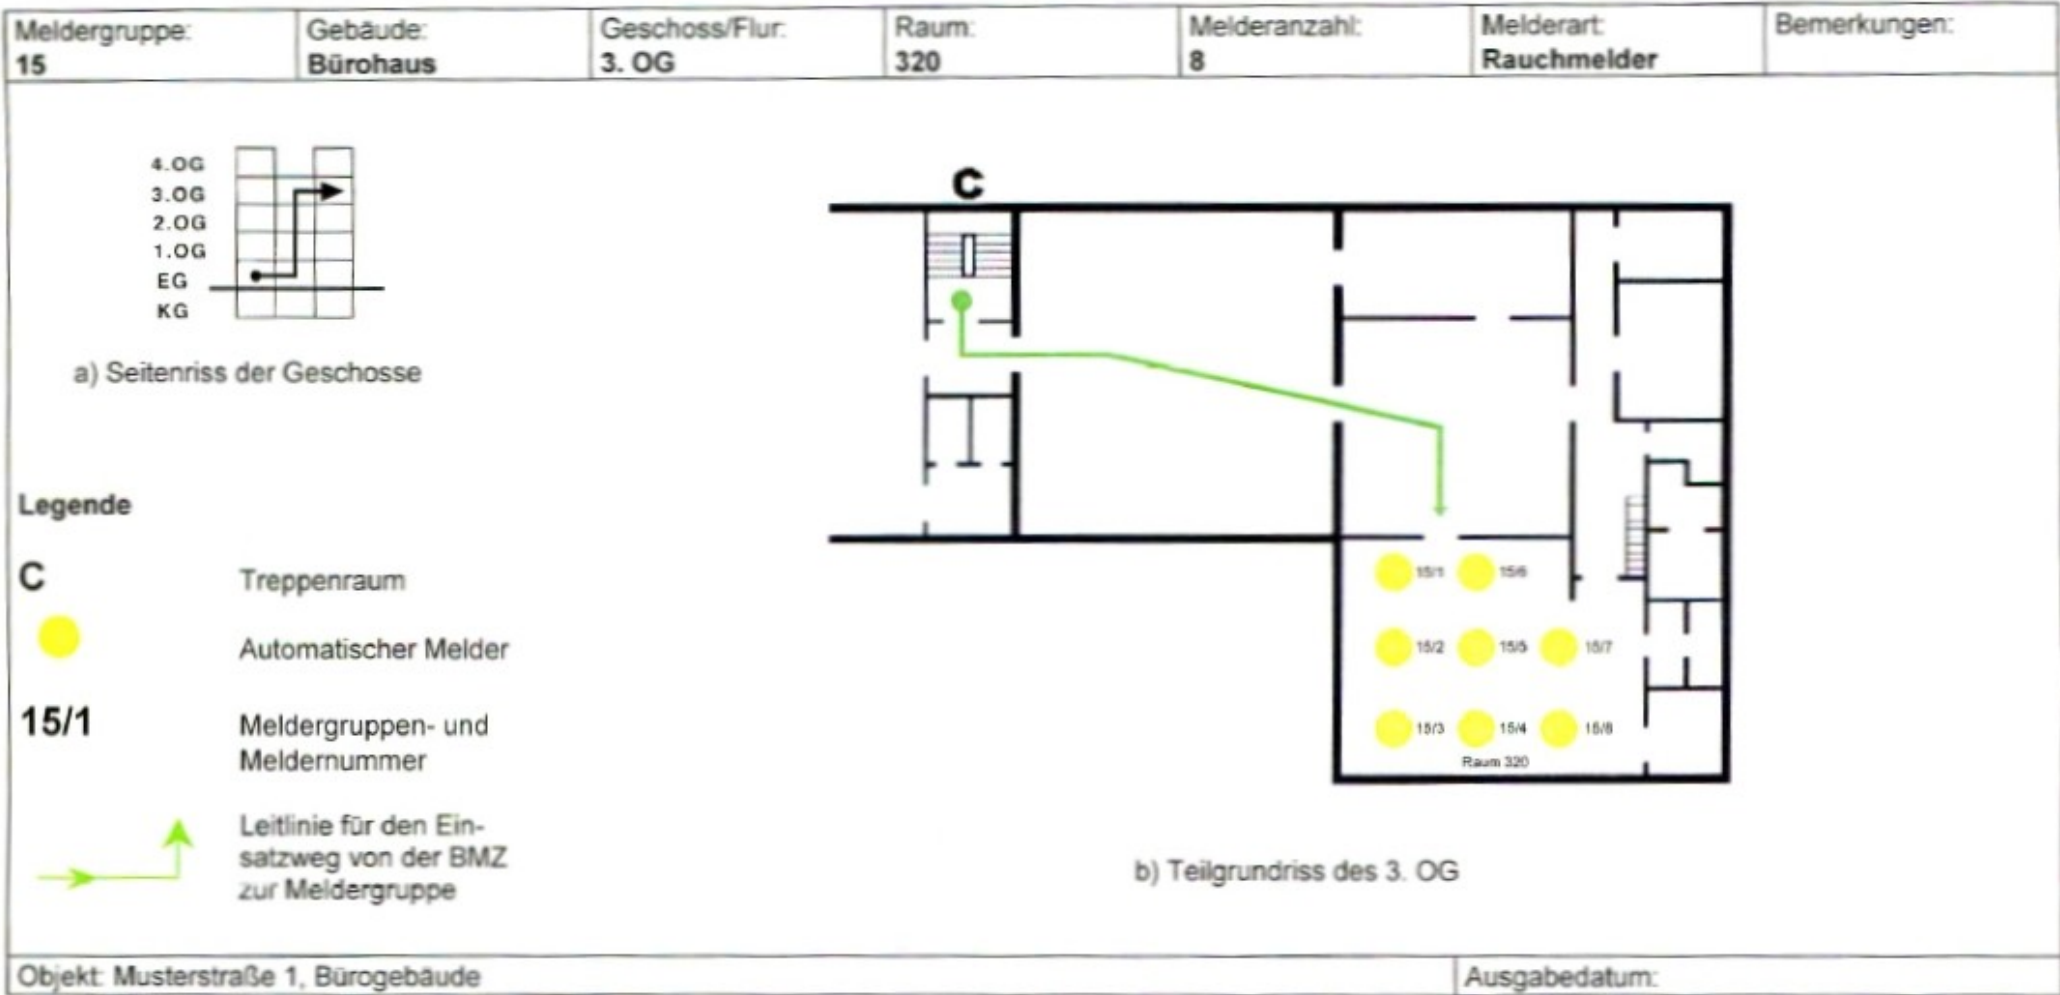 Meldergruppe:
15
Gebäude:
Bürohaus
Geschoss/Flur:
3. OG
Raum:
320
Melderanzahl:
8
Melderart:
Rauchmelder
Bemerkungen:
4.OG
3.OG
2.OG
1.OG
EG
KG
a) Seitenriss der Geschosse
C
15/1
15/6
15/2
15/5
15/7
15/3
15/4
15/8
Raum 320
b) Teilgrundriss des 3. OG
Legende
C
Treppenraum
Automatischer Melder
15/1
Meldergruppen- und
Meldernummer
Leitlinie für den Ein-
satzweg von der BMZ
zur Meldergruppe
Objekt: Musterstraße 1, Bürogebäude
Ausgabedatum: